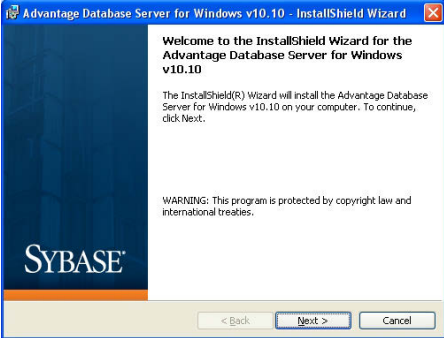 Advantage Database Server for Windows v10.10 - InstallShield Wizard
Welcome to the InstallShield Wizard for the
Advantage Database Server for Windows
v10.10
The InstallShield(R) Wizard will install the Advantage Database
Server for Windows v10.10 on your computer. To continue,
click Next.
WARNING: This program is protected by copyright law and
international treaties.
SYBASE®
< Back
Next >
Cancel